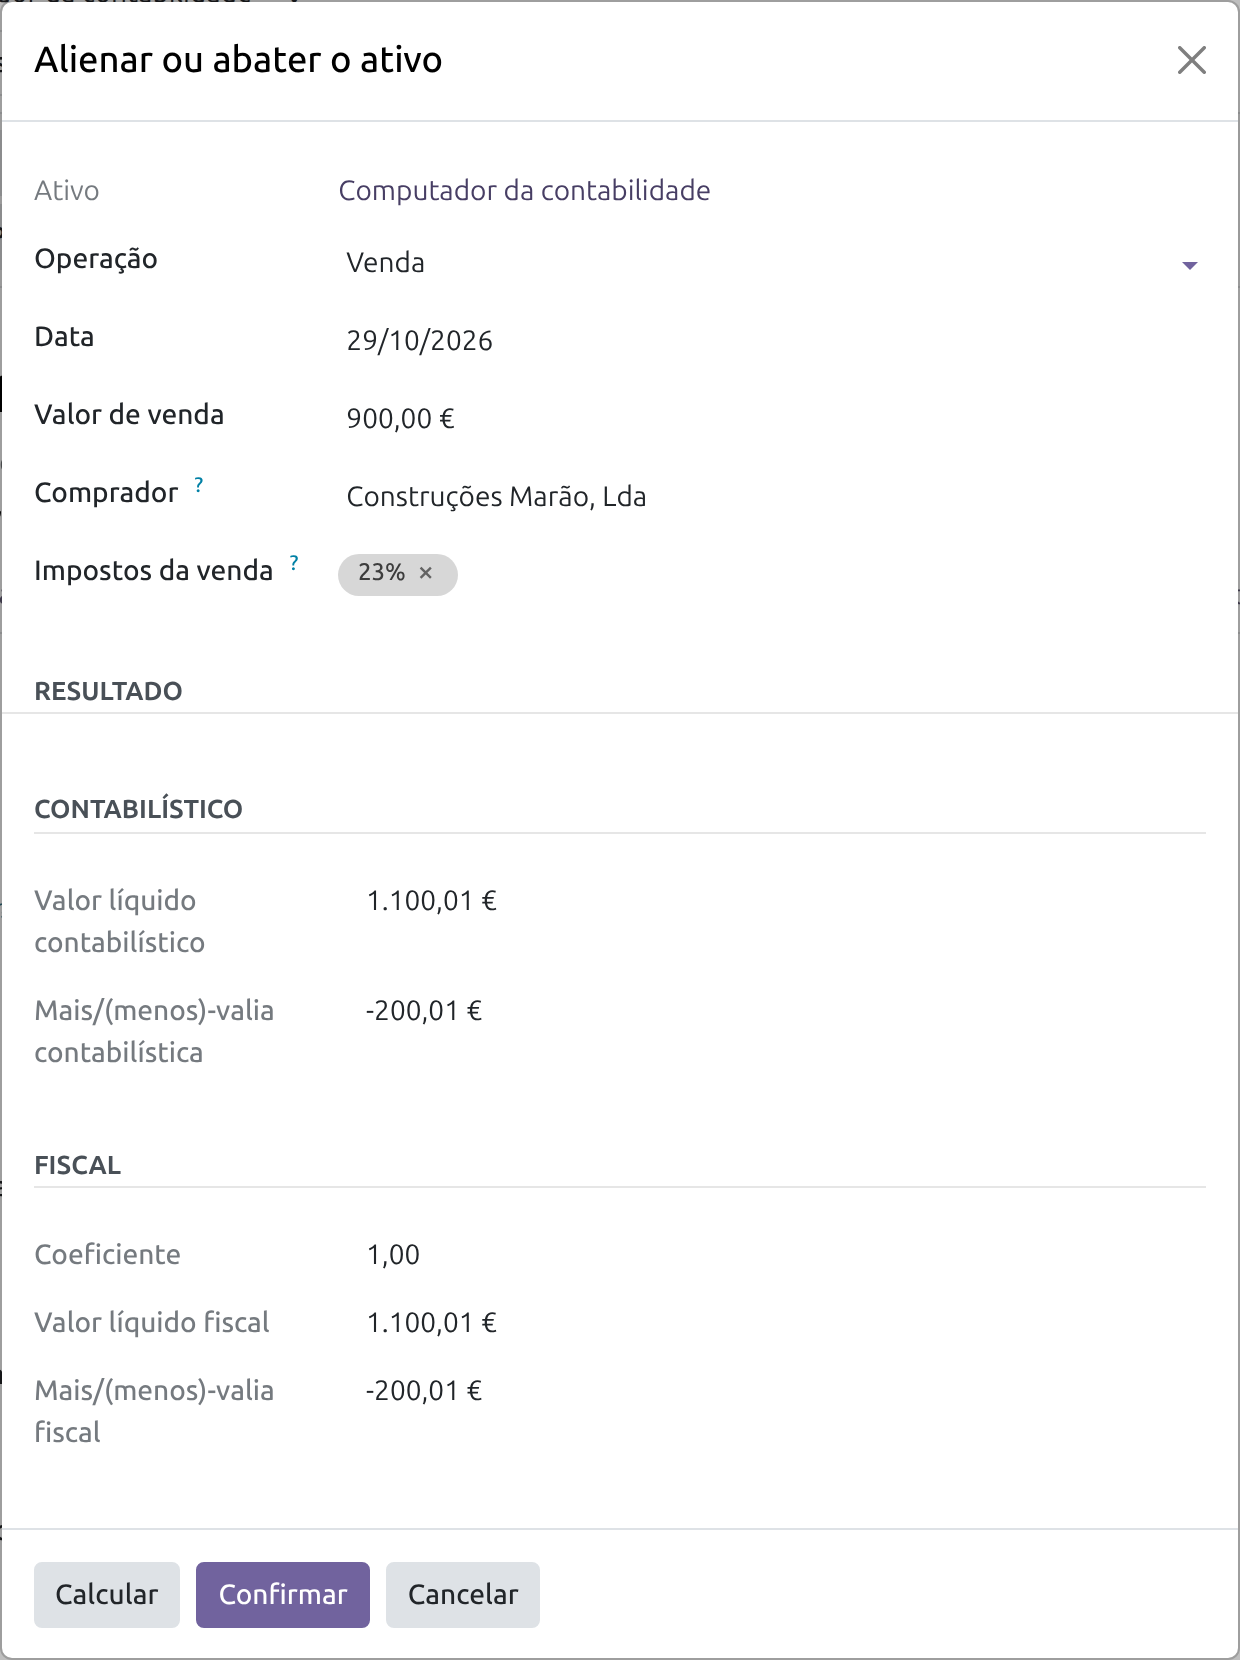 Alienar ou abater o ativo
Ativo
Computador da contabilidade
Operação
Venda
Data
29/10/2026
Valor de venda
900,00 €
Comprador ?
Construções Marão, Lda
Impostos da venda ?
23% ×
RESULTADO
CONTABILÍSTICO
Valor líquido
contabilístico
1.100,01 €
Mais/(menos)-valia
contabilística
-200,01 €
FISCAL
Coeficiente
1,00
Valor líquido fiscal
1.100,01 €
Mais/(menos)-valia
fiscal
-200,01 €
Calcular
Confirmar
Cancelar